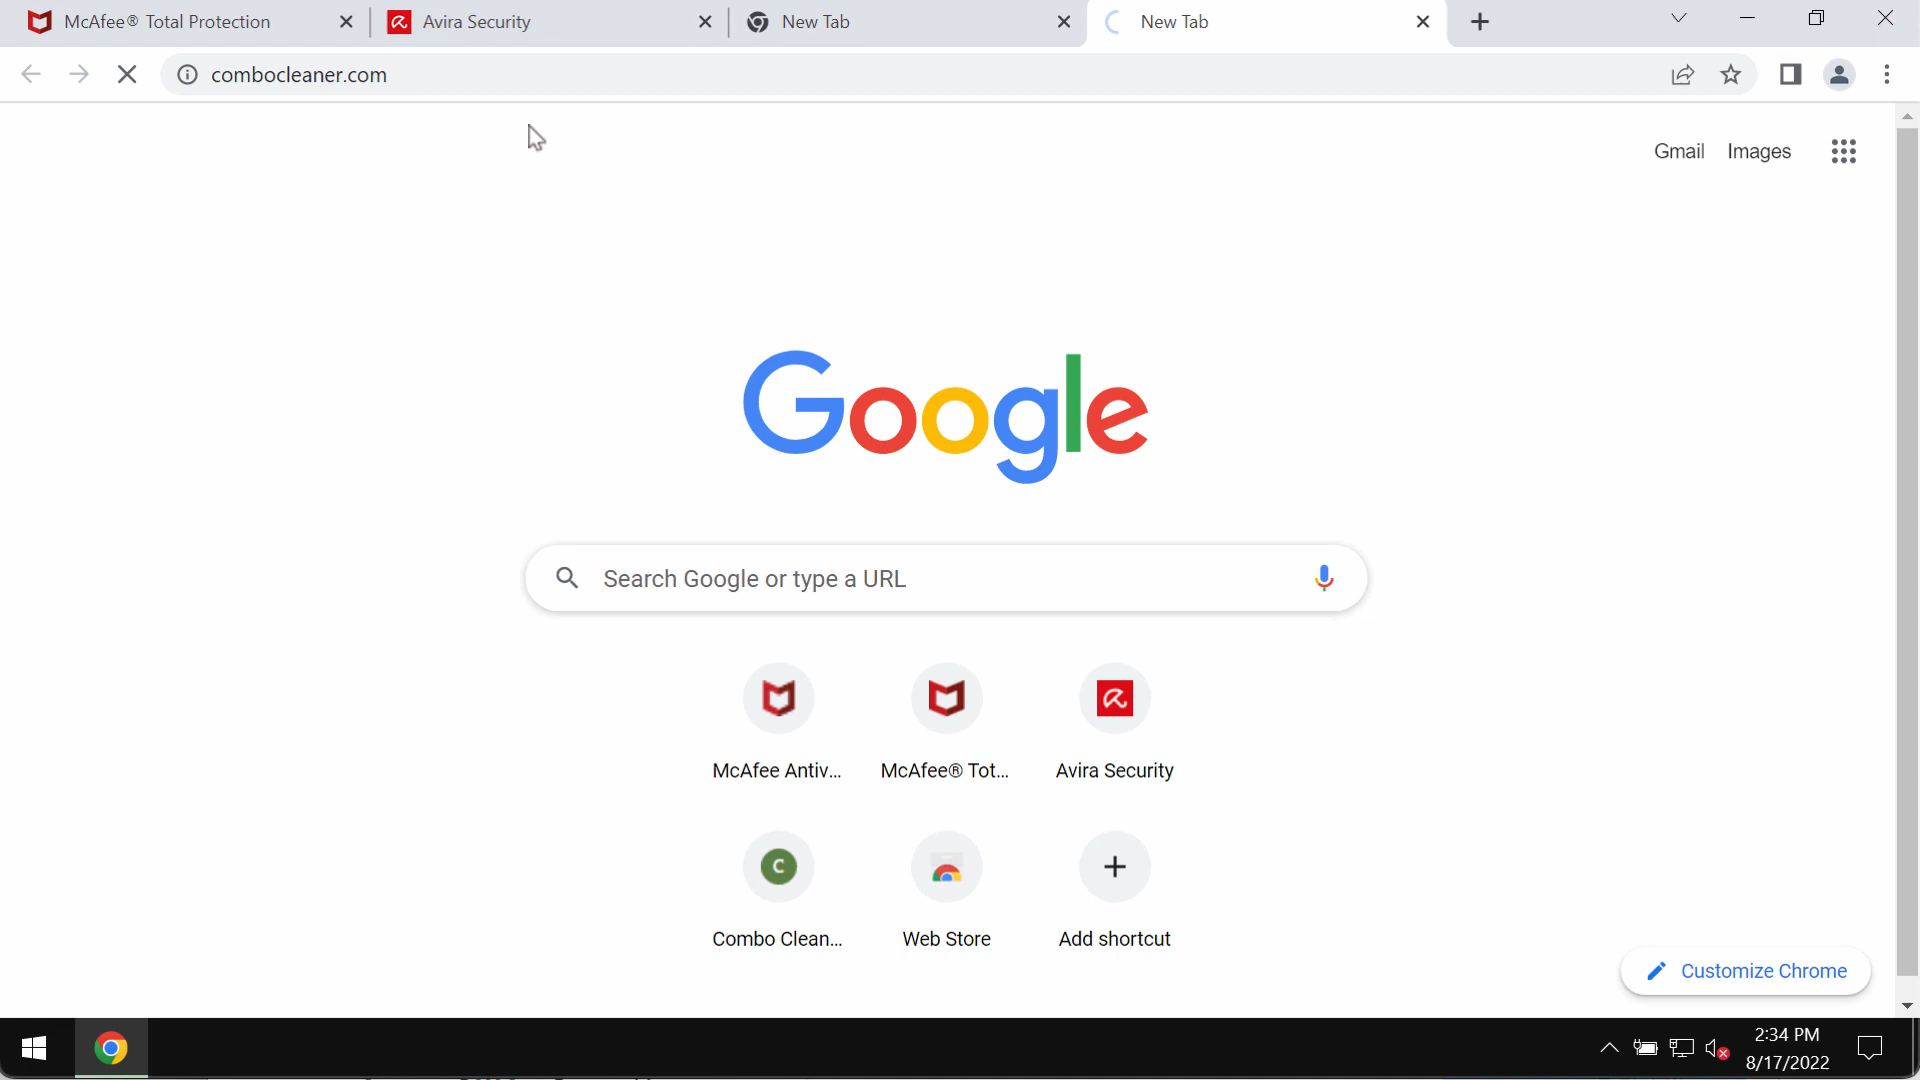 McAfee® Total Protection
Avira Security
New Tab
New Tab
combocleaner.com
Gmail
Images
Google
Search Google or type a URL
McAfee Antiv...
McAfee® Tot...
Avira Security
C
Combo Clean...
Web Store
Add shortcut
Customize Chrome
2:34 PM
8/17/2022